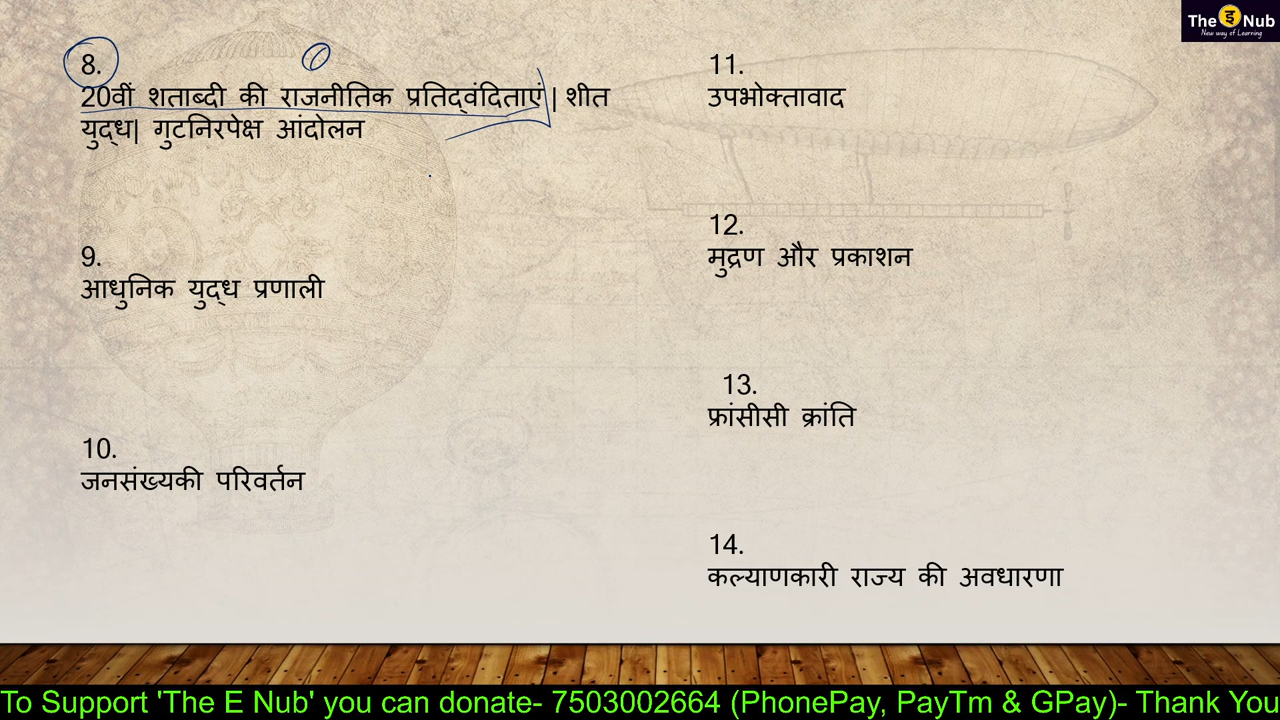 The इ Nub
New way of Learning
8.
20वीं शताब्दी की राजनीतिक प्रतिद्वंदिताएं | शीत
युद्ध| गुटनिरपेक्ष आंदोलन
9.
आधुनिक युद्ध प्रणाली
10.
जनसंख्यकी परिवर्तन
11.
उपभोक्तावाद
12.
मुद्रण और प्रकाशन
13.
फ्रांसीसी क्रांति
14.
कल्याणकारी राज्य की अवधारणा
To Support 'The E Nub' you can donate- 7503002664 (PhonePay, PayTm & GPay)- Thank You